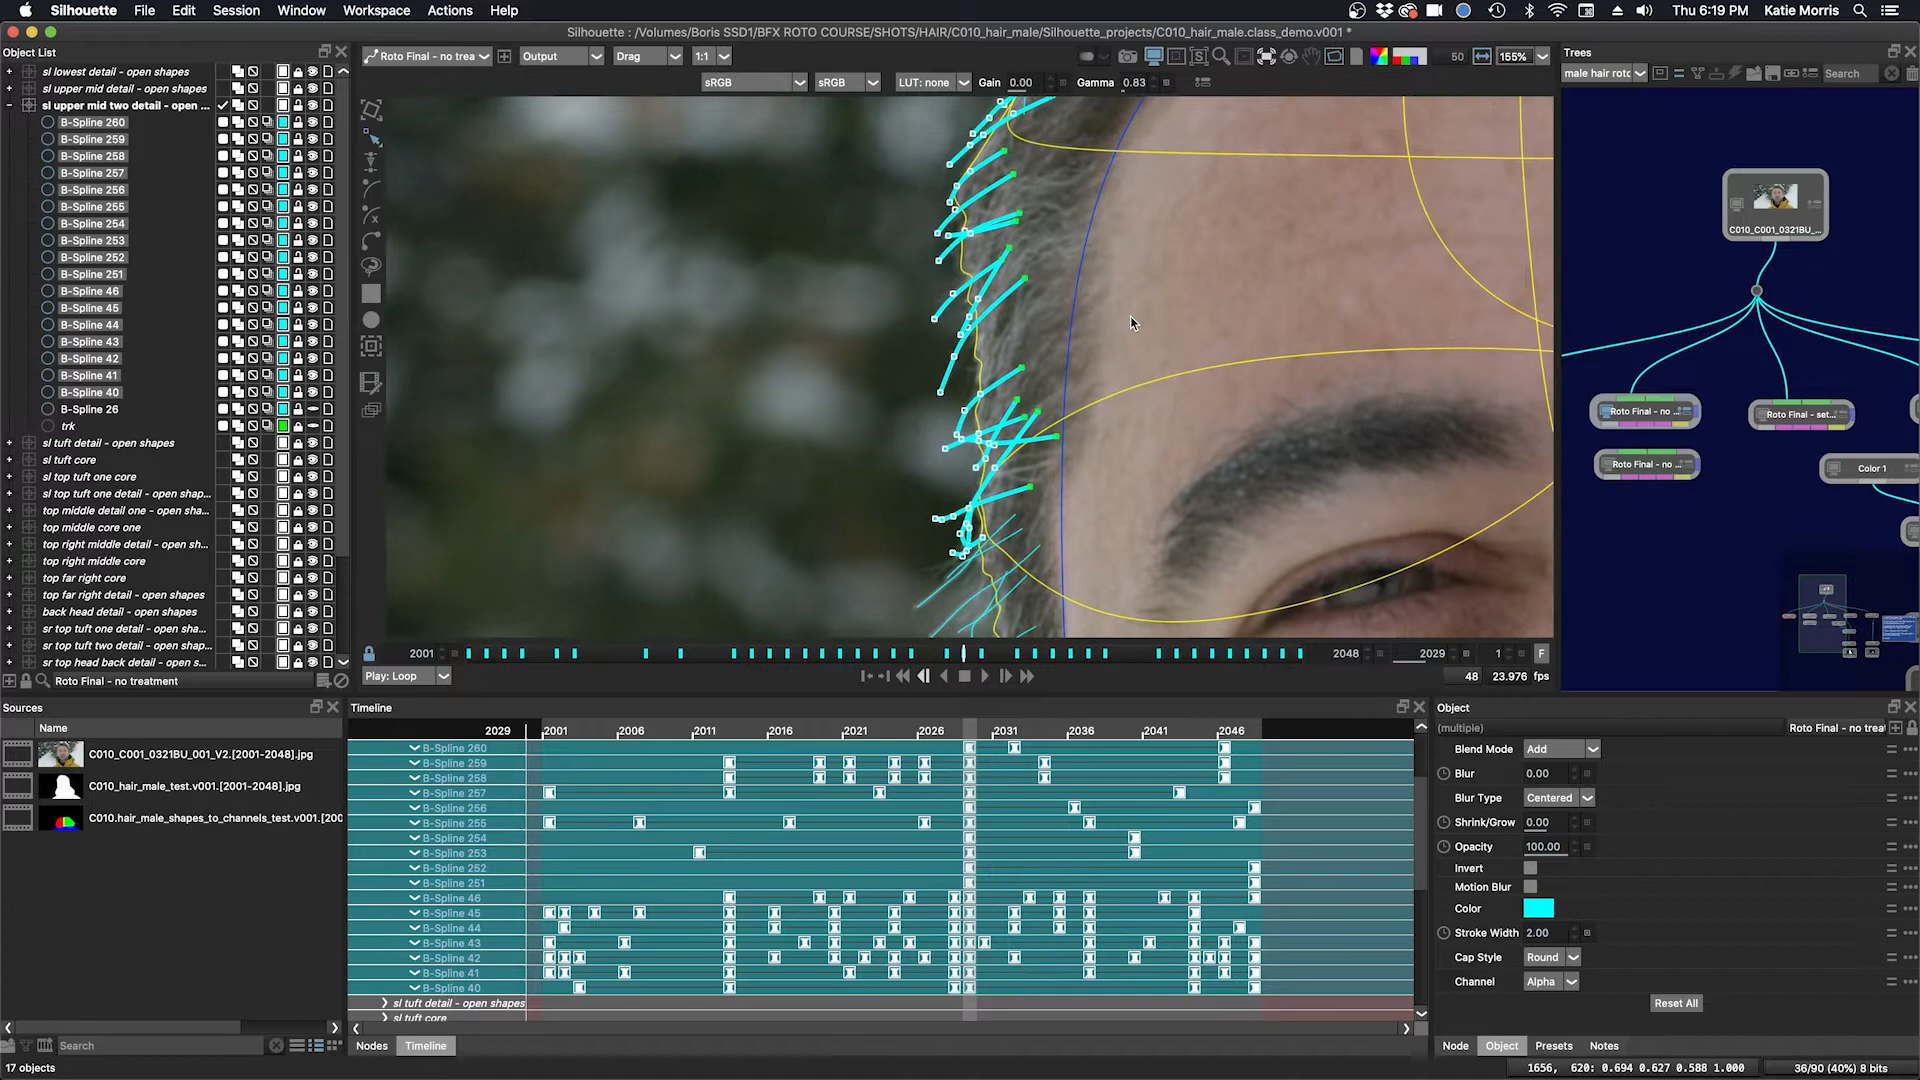 Silhouette File Edit Session Window Workspace Actions Help Thu 6:19 PM Katie Morris
Silhouette : /Volumes/Boris SSD1/BFX ROTO COURSE/SHOTS/HAIR/C010_hair_male/Silhouette_projects/C010_hair_male.class_demo.v001 *
Object List
Roto Final - no trea Output Drag 1:1 50 155%
Trees
male hair roto Search
sRGB sRGB LUT: none Gain 0.00 Gamma 0.83
sl lowest detail - open shapes
sl upper mid detail - open shapes
sl upper mid two detail - open ...
B-Spline 260
B-Spline 259
B-Spline 258
B-Spline 257
B-Spline 256
B-Spline 255
B-Spline 254
B-Spline 253
B-Spline 252
B-Spline 251
B-Spline 46
B-Spline 45
B-Spline 44
B-Spline 43
B-Spline 42
B-Spline 41
B-Spline 40
B-Spline 26
trk
sl tuft detail - open shapes
sl tuft core
sl top tuft one core
sl top tuft one detail - open shap...
top middle detail one - open sha...
top middle core one
top right middle detail - open sh...
top right middle core
top far right core
top far right detail - open shapes
back head detail - open shapes
sr top tuft one detail - open sha...
sr top tuft two detail - open shap...
sr top head back detail - open s...
Roto Final - no treatment
C010_C001_0321BU_...
Roto Final - no ...
Roto Final - set...
Roto Final - no ...
Color 1
2001 2048 2029 1 F
Play: Loop 48 23.976 fps
Sources
Name
C010_C001_0321BU_001_V2.[2001-2048].jpg
C010_hair_male_test.v001.[2001-2048].jpg
C010.hair_male_shapes_to_channels_test.v001.[200
Search
17 objects
Timeline
2029 2001 2006 2011 2016 2021 2026 2031 2036 2041 2046
B-Spline 260
B-Spline 259
B-Spline 258
B-Spline 257
B-Spline 256
B-Spline 255
B-Spline 254
B-Spline 253
B-Spline 252
B-Spline 251
B-Spline 46
B-Spline 45
B-Spline 44
B-Spline 43
B-Spline 42
B-Spline 41
B-Spline 40
sl tuft detail - open shapes
sl tuft core
Nodes Timeline
Object
(multiple) Roto Final - no treat
Blend Mode Add
Blur 0.00
Blur Type Centered
Shrink/Grow 0.00
Opacity 100.00
Invert
Motion Blur
Color
Stroke Width 2.00
Cap Style Round
Channel Alpha
Reset All
Node Object Presets Notes
1656, 620: 0.694 0.627 0.588 1.000 36/90 (40%) 8 bits